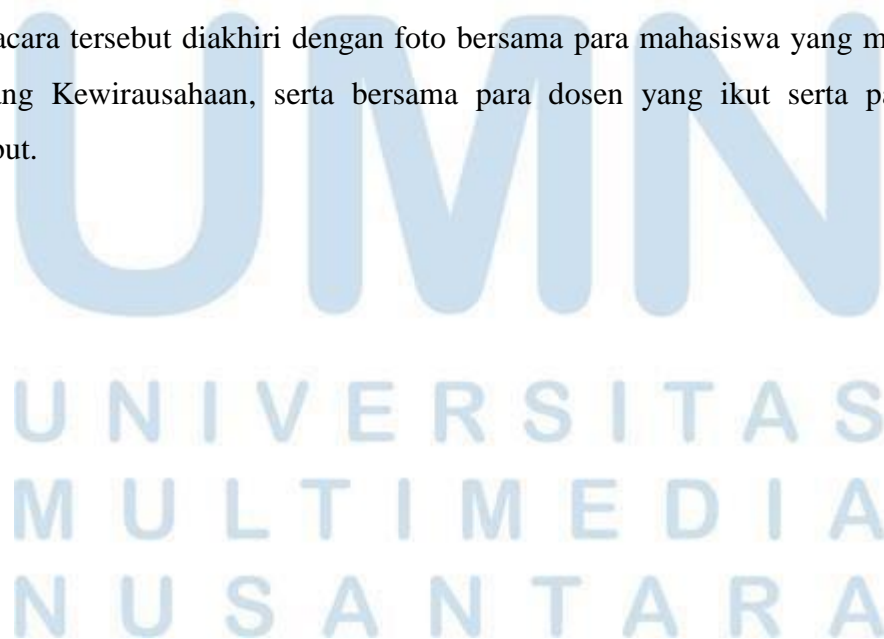 acara tersebut diakhiri dengan foto bersama para mahasiswa yang m
ang Kewirausahaan, serta bersama para dosen yang ikut serta pa
but.
UMN
UNIVERSITAS
MULTIMEDIA
NUSANTARA